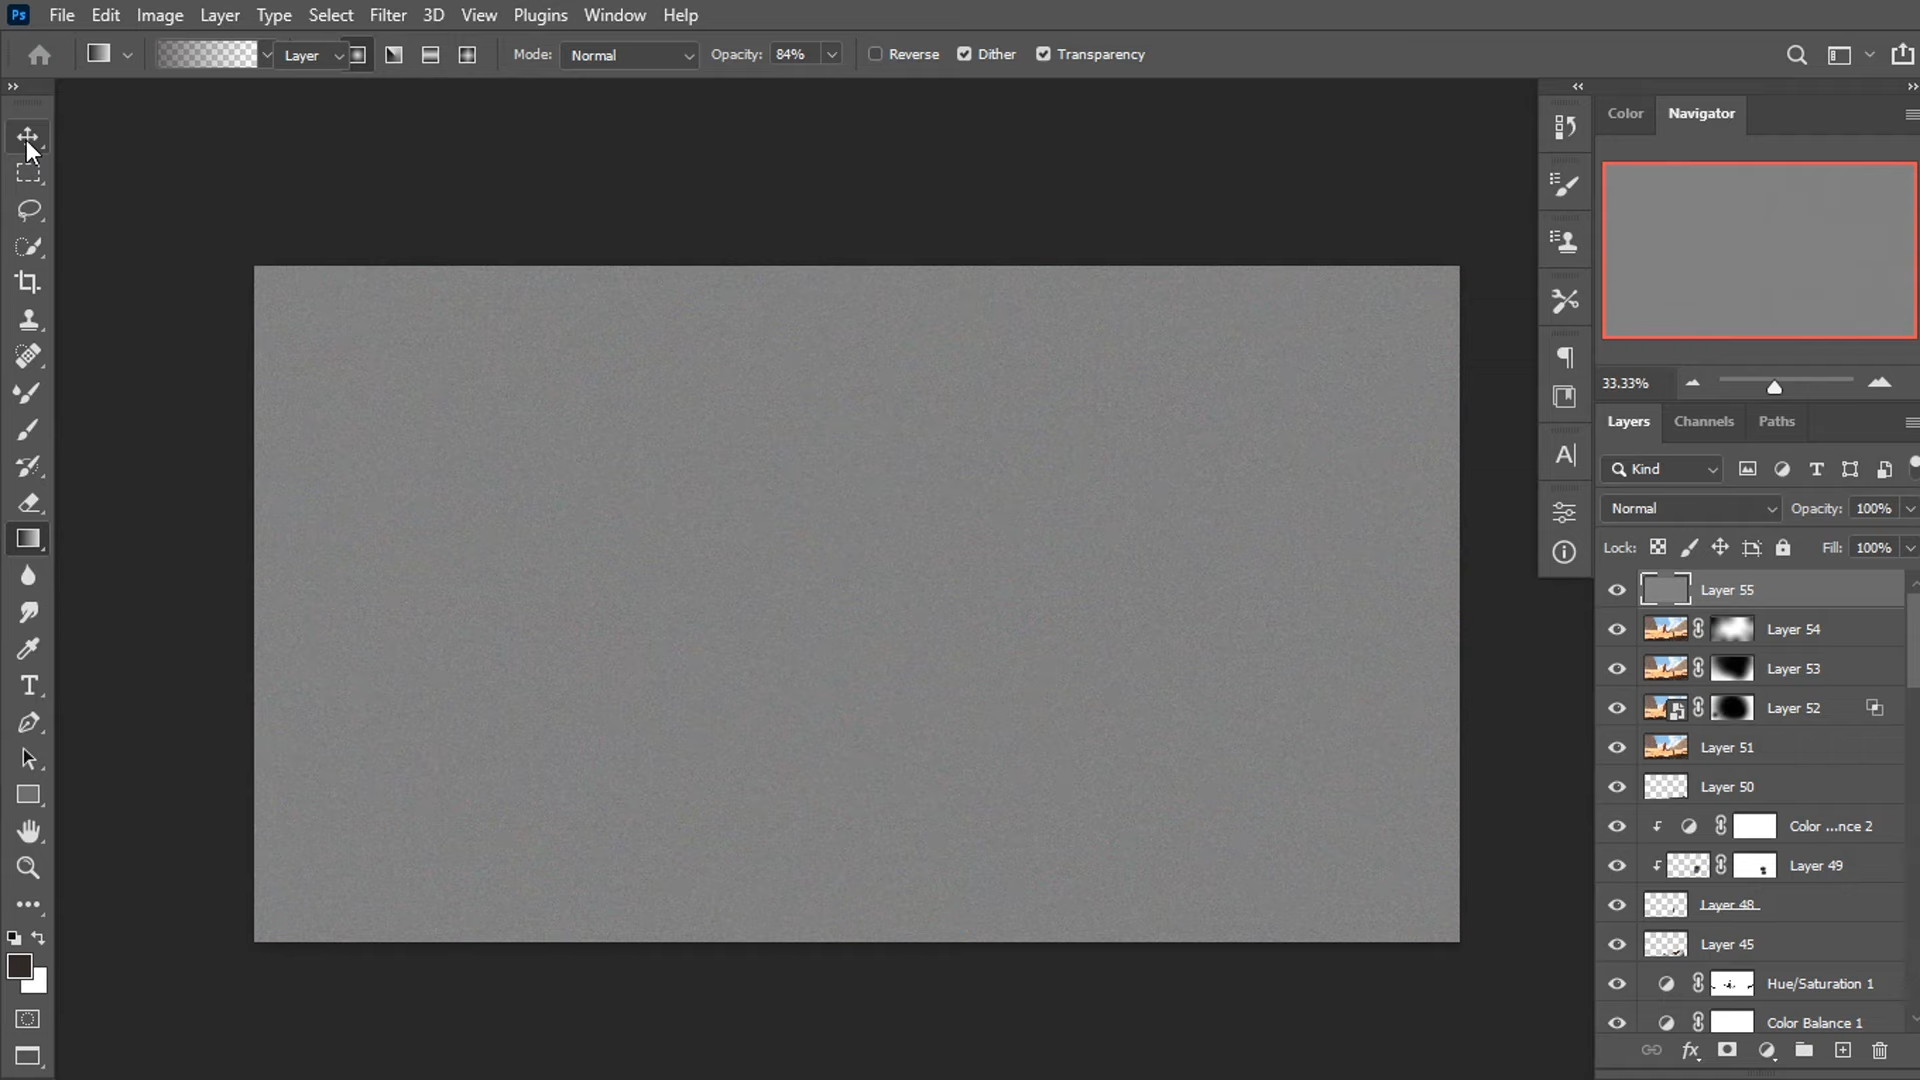 Ps File Edit Image Layer Type Select Filter 3D View Plugins Window Help
Layer Mode: Normal Opacity: 84% Reverse Dither Transparency
Color Navigator
33.33%
Layers Channels Paths
Kind
Normal Opacity: 100%
Lock: Fill: 100%
Layer 55
Layer 54
Layer 53
Layer 52
Layer 51
Layer 50
Color ...nce 2
Layer 49
Layer 48
Layer 45
Hue/Saturation 1
Color Balance 1
fx